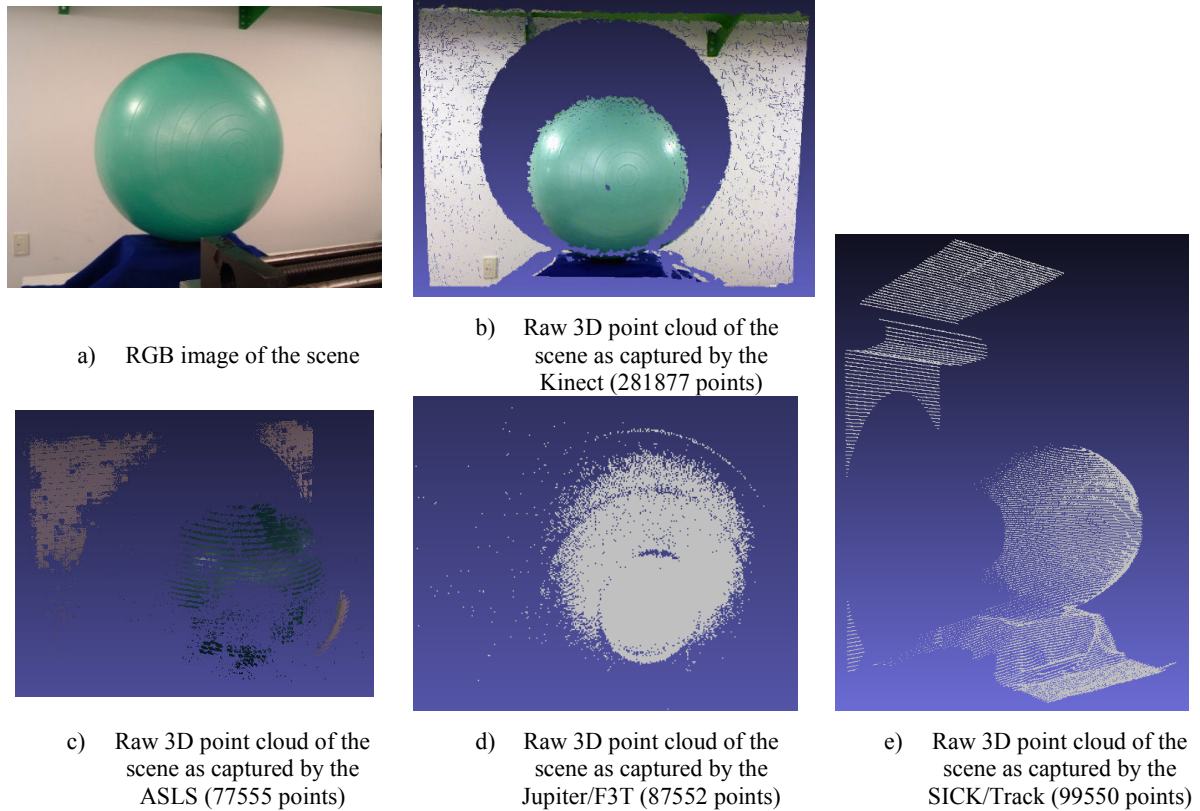 a) RGB image of the scene
b) Raw 3D point cloud of the
scene as captured by the
Kinect (281877 points)
c) Raw 3D point cloud of the
scene as captured by the
ASLS (77555 points)
d) Raw 3D point cloud of the
scene as captured by the
Jupiter/F3T (87552 points)
e) Raw 3D point cloud of the
scene as captured by the
SICK/Track (99550 points)